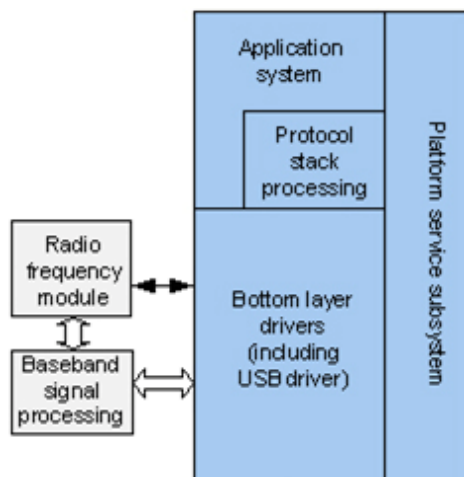 Application
system
Protocol
stack
processing
Platform service subsystem
Radio
frequency
module
Bottom layer
drivers
(including
USB driver)
Baseband
signal
processing